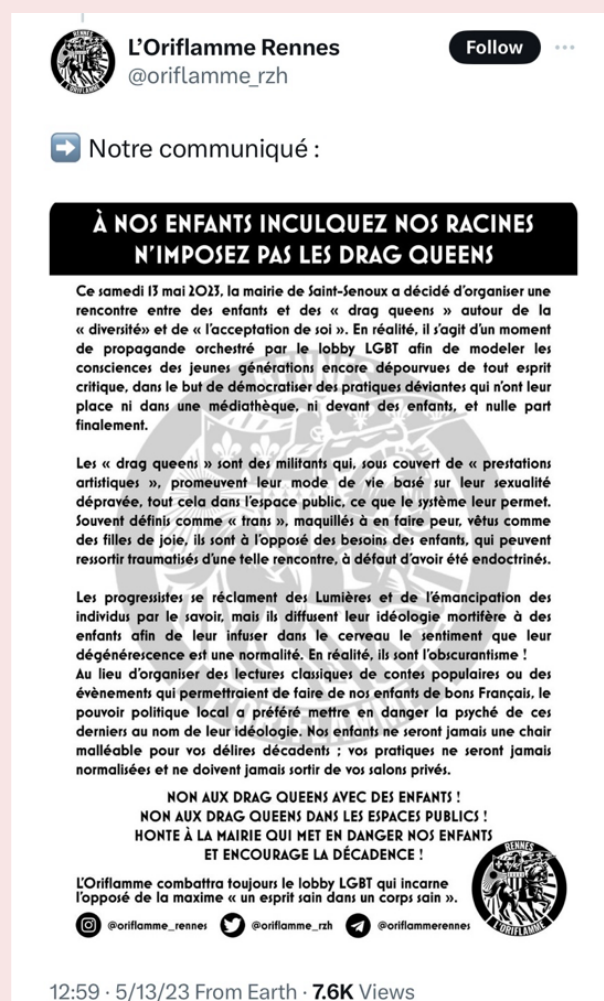 L'Oriflamme Rennes
@oriflamme_rzh
Follow
Notre communiqué :
À NOS ENFANTS INCULQUEZ NOS RACINES
N'IMPOSEZ PAS LES DRAG QUEENS
Ce samedi 13 mai 2023, la mairie de Saint-Senoux a décidé d'organiser une
rencontre entre des enfants et des « drag queens » autour de la
« diversité» et de « l'acceptation de soi ». En réalité, il s'agit d'un moment
de propagande orchestré par le lobby LGBT afin de modeler les
consciences des jeunes générations encore dépourvues de tout esprit
critique, dans le but de démocratiser des pratiques déviantes qui n'ont leur
place ni dans une médiathèque, ni devant des enfants, et nulle part
finalement.
Les « drag queens » sont des militants qui, sous couvert de « prestations
artistiques », promeuvent leur mode de vie basé sur leur sexualité
dépravée, tout cela dans l'espace public, ce que le système leur permet.
Souvent définis comme « trans », maquillés à en faire peur, vêtus comme
des filles de joie, ils sont à l'opposé des besoins des enfants, qui peuvent
ressortir traumatisés d'une telle rencontre, à défaut d'avoir été endoctrinés.
Les progressistes se réclament des Lumières et de l'émancipation des
individus par le savoir, mais ils diffusent leur idéologie mortifère à des
enfants afin de leur infuser dans le cerveau le sentiment que leur
dégénérescence est une normalité. En réalité, ils sont l'obscurantisme !
Au lieu d'organiser des lectures classiques de contes populaires ou des
évènements qui permettraient de faire de nos enfants de bons Français, le
pouvoir politique local a préféré mettre en danger la psyché de ces
derniers au nom de leur idéologie. Nos enfants ne seront jamais une chair
malléable pour vos délires décadents ; vos pratiques ne seront jamais
normalisées et ne doivent jamais sortir de vos salons privés.
NON AUX DRAG QUEENS AVEC DES ENFANTS !
NON AUX DRAG QUEENS DANS LES ESPACES PUBLICS !
HONTE À LA MAIRIE QUI MET EN DANGER NOS ENFANTS
ET ENCOURAGE LA DÉCADENCE !
L'Oriflamme combattra toujours le lobby LGBT qui incarne
l'opposé de la maxime « un esprit sain dans un corps sain ».
@oriflamme_rennes @oriflamme_rzh @oriflammerennes
RENNES
L'ORIFLAMME
12:59 · 5/13/23 From Earth · 7.6K Views